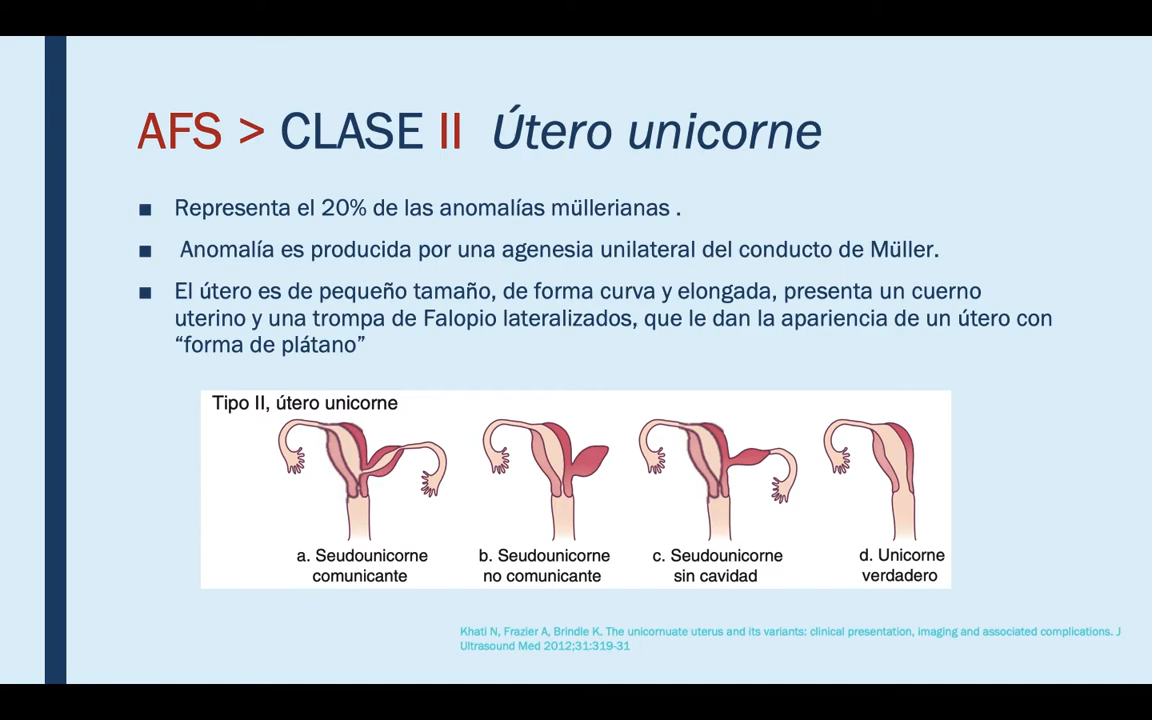 AFS > CLASE II Útero unicorne
■ Representa el 20% de las anomalías müllerianas .
■ Anomalía es producida por una agenesia unilateral del conducto de Müller.
■ El útero es de pequeño tamaño, de forma curva y elongada, presenta un cuerno
uterino y una trompa de Falopio lateralizados, que le dan la apariencia de un útero con
“forma de plátano”
Tipo II, útero unicorne
a. Seudounicorne
comunicante
b. Seudounicorne
no comunicante
c. Seudounicorne
sin cavidad
d. Unicorne
verdadero
Khati N, Frazier A, Brindle K. The unicornuate uterus and its variants: clinical presentation, imaging and associated complications. J
Ultrasound Med 2012;31:319-31